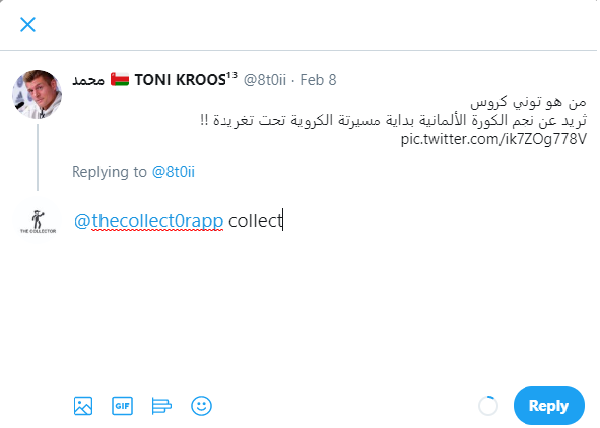 محمد 🇴🇲 TONI KROOS¹³ @8t0ii · Feb 8
من هو توني كروس
ثريد عن نجم الكورة الألمانية بداية مسيرتة الكروية تحت تغريدة !!
pic.twitter.com/ik7ZOg778V
Replying to @8t0ii
THE COLLECTOR
@thecollect0rapp collect
GIF
Reply